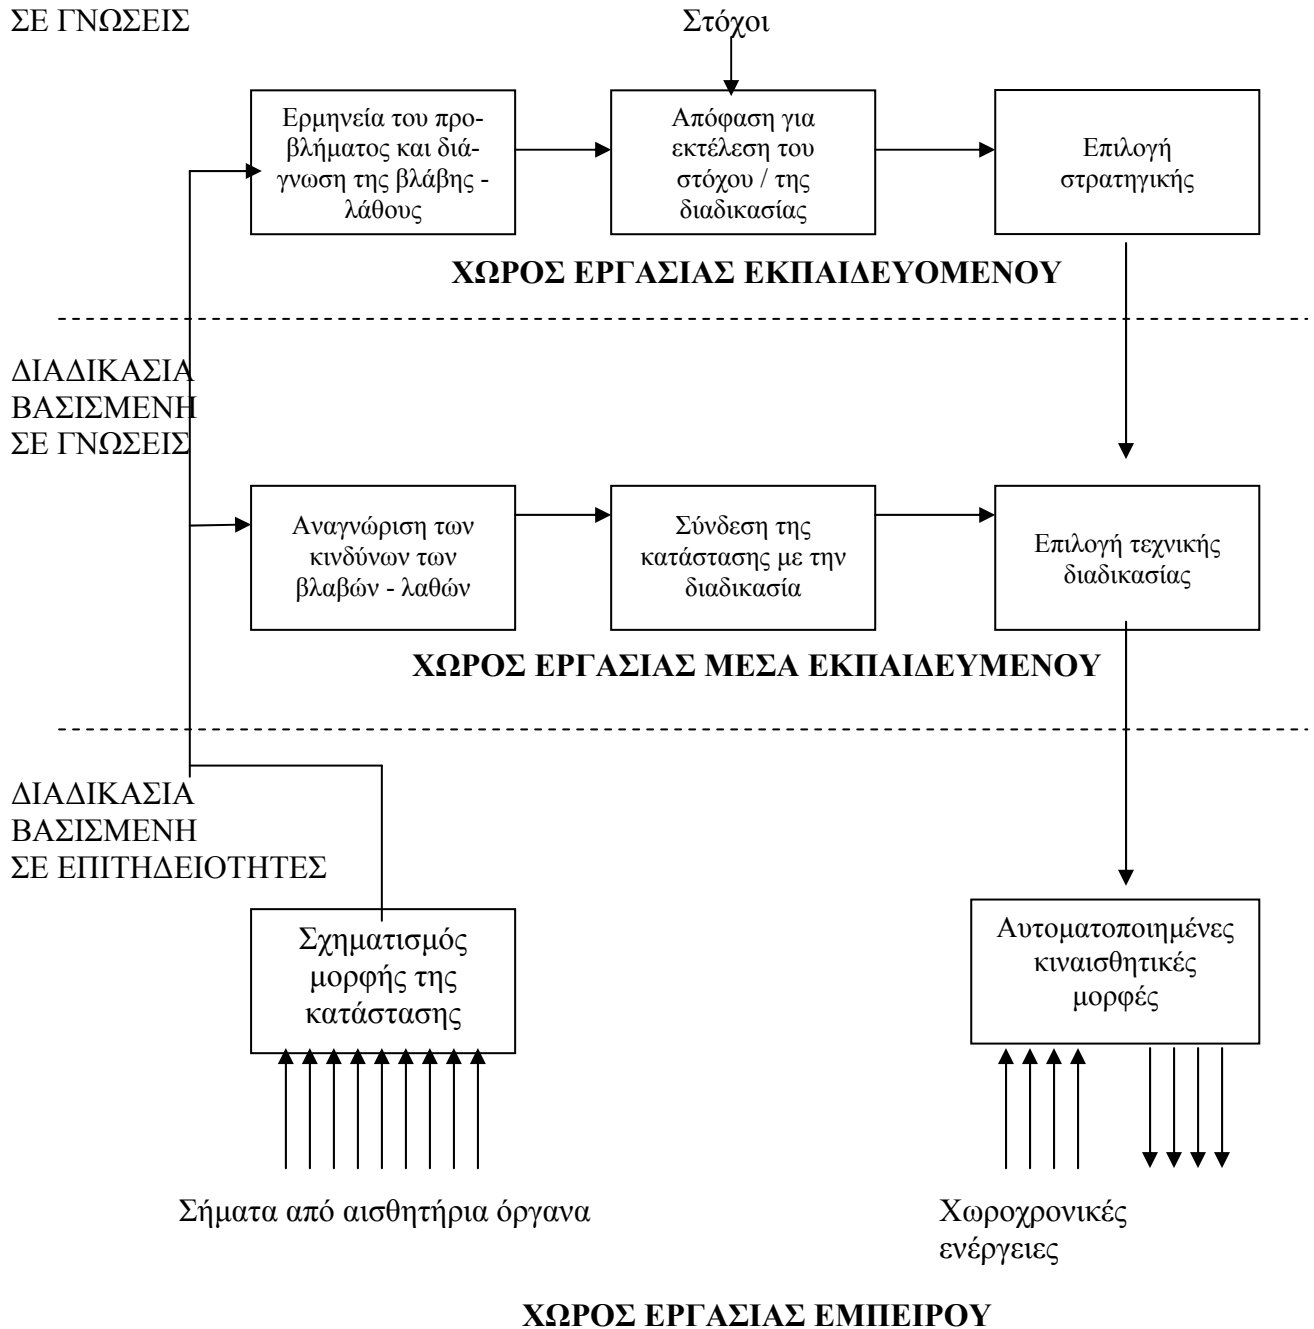 ΣΕ ΓΝΩΣΕΙΣ
Στόχοι
Ερμηνεία του προ-
βλήματος και διά-
γνωση της βλάβης -
λάθους
Απόφαση για
εκτέλεση του
στόχου / της
διαδικασίας
Επιλογή
στρατηγικής
ΧΩΡΟΣ ΕΡΓΑΣΙΑΣ ΕΚΠΑΙΔΕΥΟΜΕΝΟΥ
ΔΙΑΔΙΚΑΣΙΑ
ΒΑΣΙΣΜΕΝΗ
ΣΕ ΓΝΩΣΕΙΣ
Αναγνώριση των
κινδύνων των
βλαβών - λαθών
Σύνδεση της
κατάστασης με την
διαδικασία
Επιλογή τεχνικής
διαδικασίας
ΧΩΡΟΣ ΕΡΓΑΣΙΑΣ ΜΕΣΑ ΕΚΠΑΙΔΕΥΜΕΝΟΥ
ΔΙΑΔΙΚΑΣΙΑ
ΒΑΣΙΣΜΕΝΗ
ΣΕ ΕΠΙΤΗΔΕΙΟΤΗΤΕΣ
Σχηματισμός
μορφής της
κατάστασης
Αυτοματοποιημένες
κιναισθητικές
μορφές
Σήματα από αισθητήρια όργανα
Χωροχρονικές
ενέργειες
ΧΩΡΟΣ ΕΡΓΑΣΙΑΣ ΕΜΠΕΙΡΟΥ